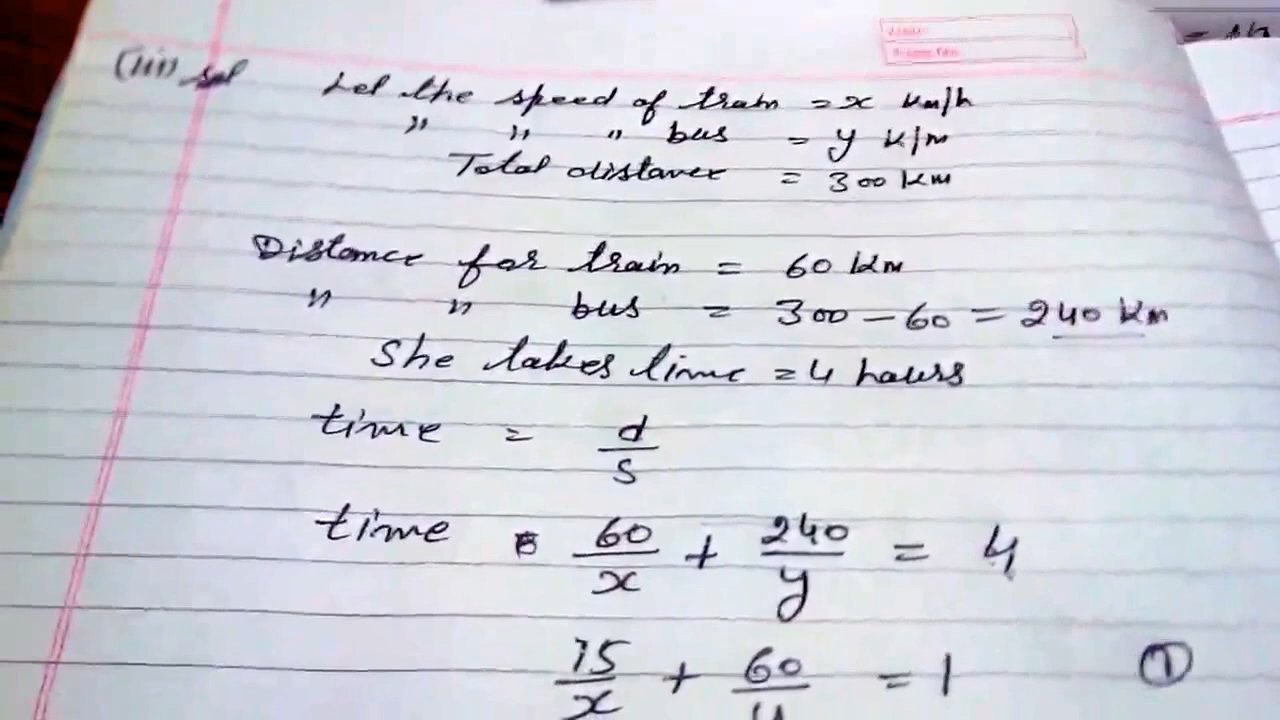 (iii) sol Let the speed of train = x km/h
" " " bus = y k/m
Total distance = 300 km
Distance for train = 60 km
" " bus = 300 – 60 = 240 km
She takes time = 4 hours
time = d/s
time = 60/x + 240/y = 4
15/x + 60/y = 1 ①